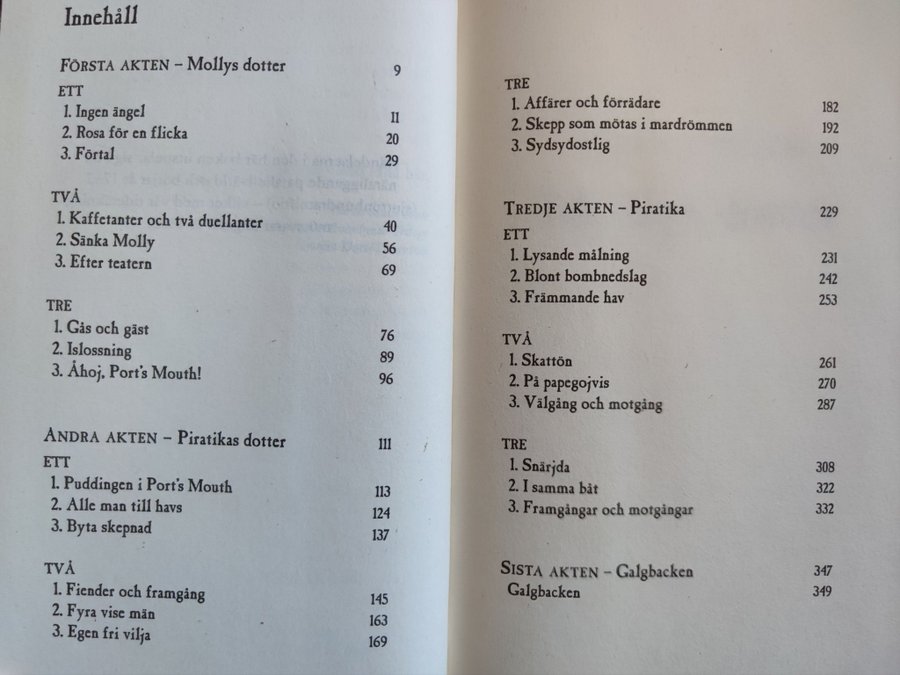 Innehåll
FÖRSTA AKTEN – Mollys dotter 9
ETT
1. Ingen ängel 11
2. Rosa för en flicka 20
3. Förtal 29
TVÅ
1. Kaffetanter och två duellanter 40
2. Sänka Molly 56
3. Efter teatern 69
TRE
1. Gås och gäst 76
2. Islossning 89
3. Åhoj, Port's Mouth! 96
ANDRA AKTEN – Piratikas dotter 111
ETT
1. Puddingen i Port's Mouth 113
2. Alle man till havs 124
3. Byta skepnad 137
TVÅ
1. Fiender och framgång 145
2. Fyra vise män 163
3. Egen fri vilja 169
TRE
1. Affärer och förrädare 182
2. Skepp som mötas i mardrömmen 192
3. Sydsydostlig 209
TREDJE AKTEN – Piratika 229
ETT
1. Lysande målning 231
2. Blont bombnedslag 242
3. Främmande hav 253
TVÅ
1. Skattön 261
2. På papegojvis 270
3. Välgång och motgång 287
TRE
1. Snärjda 308
2. I samma båt 322
3. Framgångar och motgångar 332
SISTA AKTEN – Galgbacken 347
Galgbacken 349